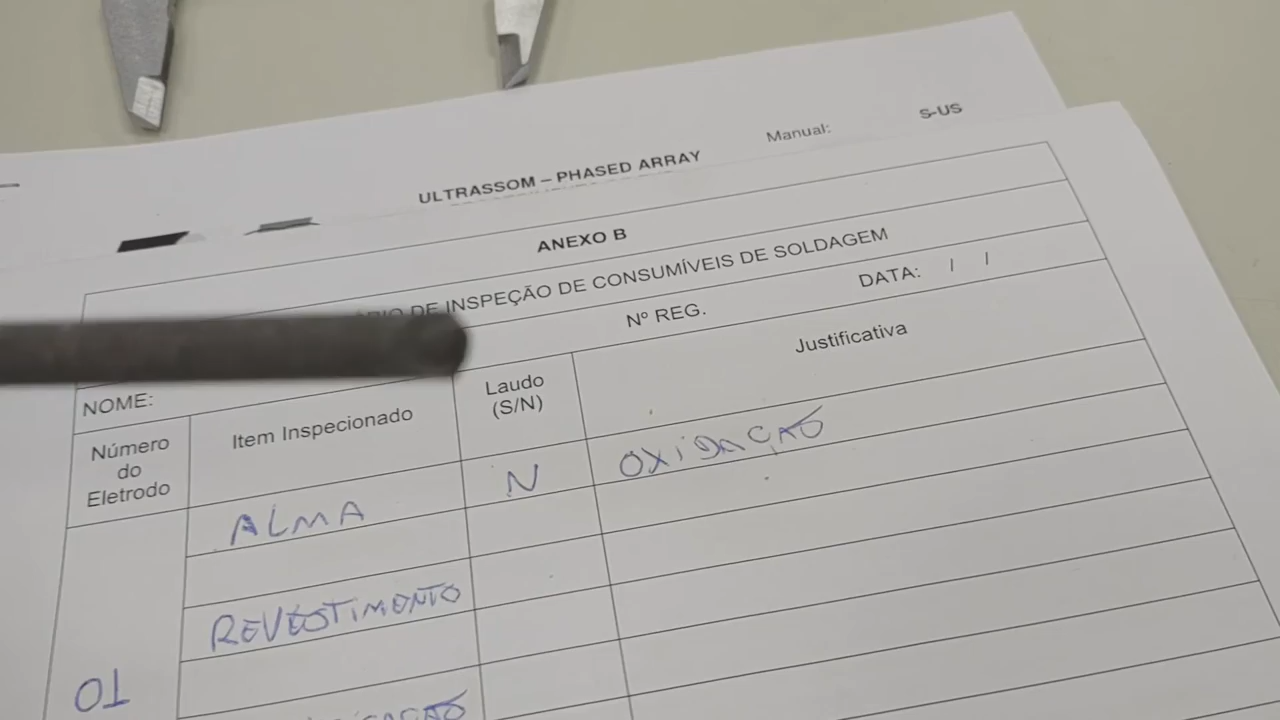 Manual: S-US
ULTRASSOM – PHASED ARRAY
ANEXO B
DE INSPEÇÃO DE CONSUMÍVEIS DE SOLDAGEM
NOME: Nº REG. DATA: / /
Número do Eletrodo
Item Inspecionado
Laudo (S/N)
Justificativa
01
ALMA N OXIDAÇÃO
REVESTIMENTO